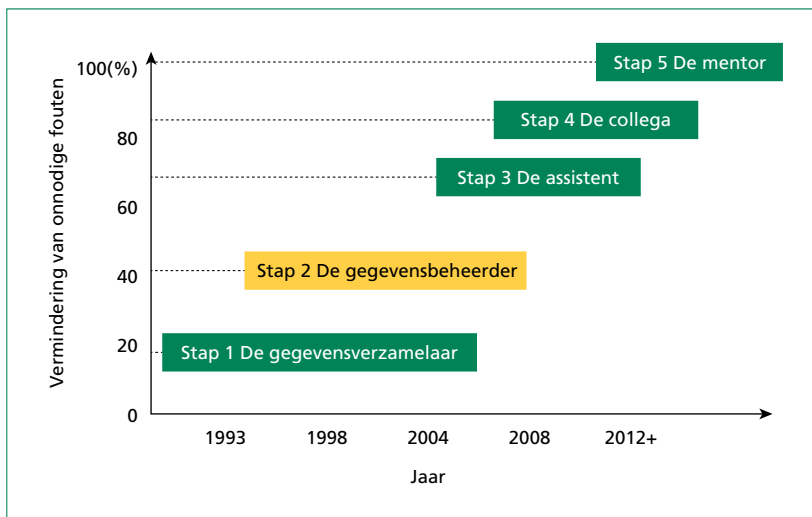 Vermindering van onnodige fouten
100(%)
80
60
40
20
0
Stap 5 De mentor
Stap 4 De collega
Stap 3 De assistent
Stap 2 De gegevensbeheerder
Stap 1 De gegevensverzamelaar
1993 1998 2004 2008 2012+
Jaar